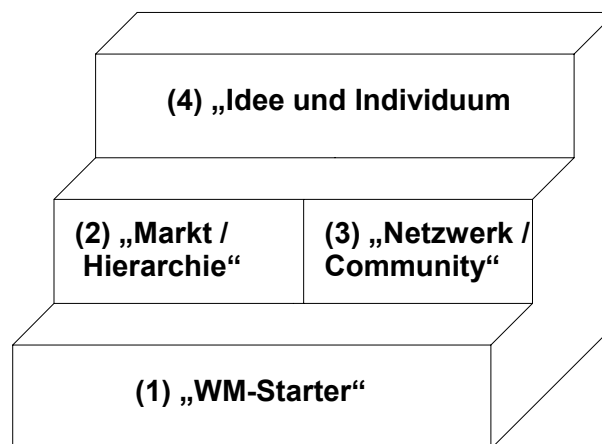 (4) „Idee und Individuum
(2) „Markt /
Hierarchie“
(3) „Netzwerk /
Community“
(1) „WM-Starter“